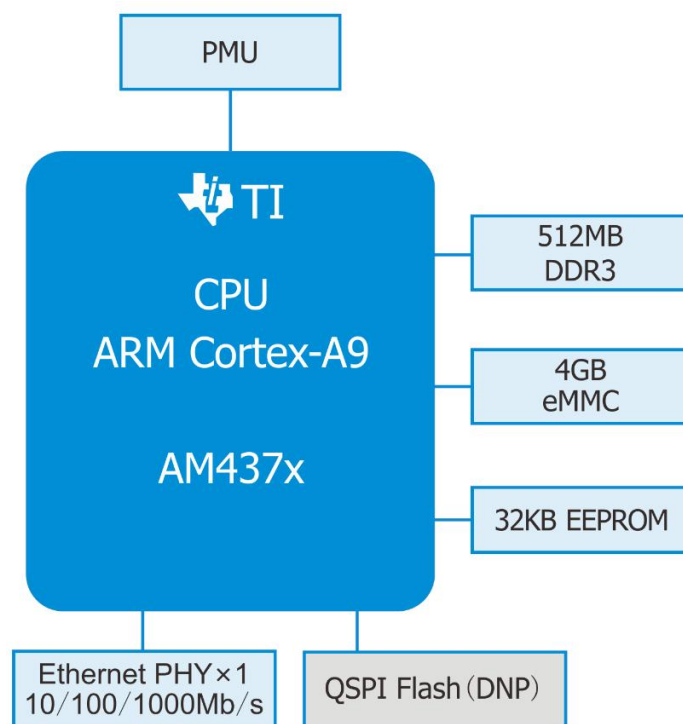 PMU
TI
CPU
ARM Cortex-A9
AM437x
512MB
DDR3
4GB
eMMC
32KB EEPROM
Ethernet PHY×1
10/100/1000Mb/s
QSPI Flash(DNP)